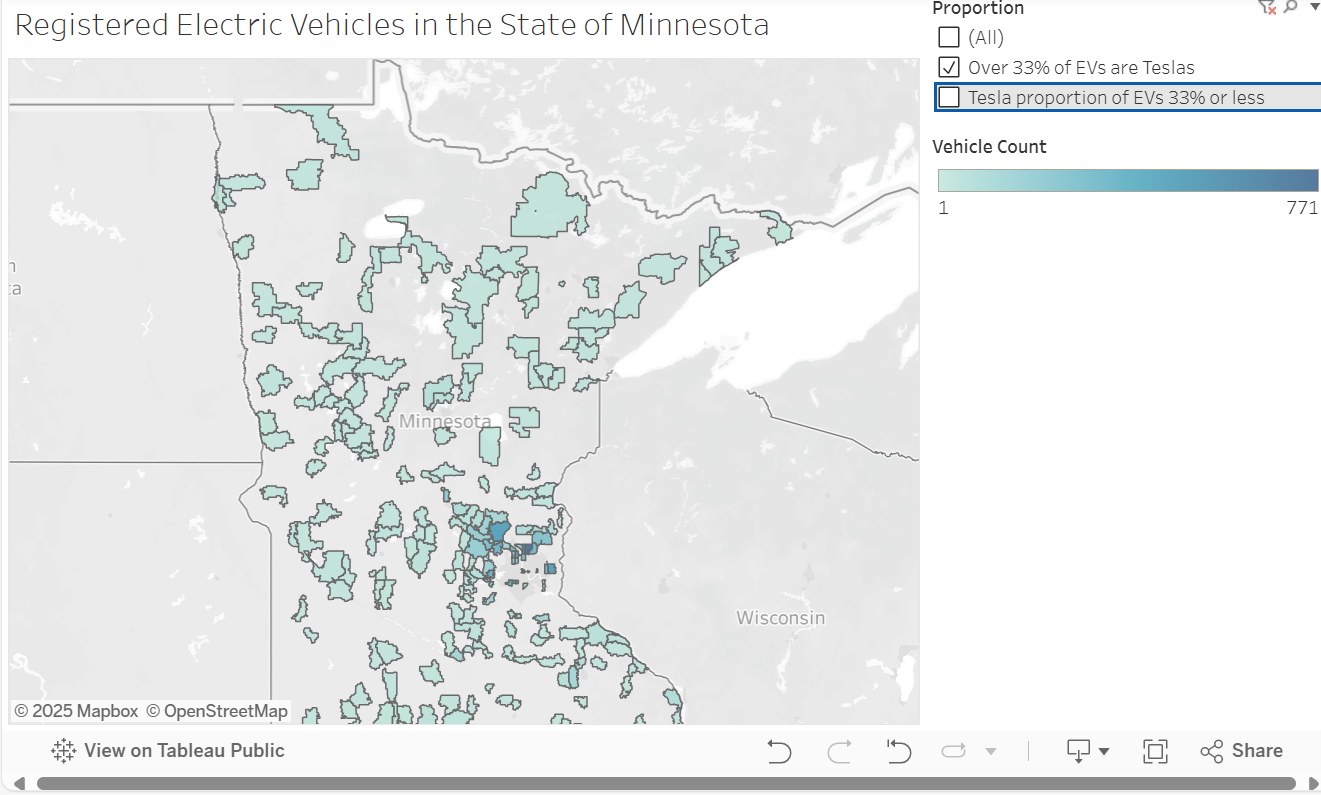 Registered Electric Vehicles in the State of Minnesota
Proportion
(All)
Over 33% of EVs are Teslas
Tesla proportion of EVs 33% or less
Vehicle Count
1
771
Minnesota
Wisconsin
© 2025 Mapbox © OpenStreetMap
View on Tableau Public
Share